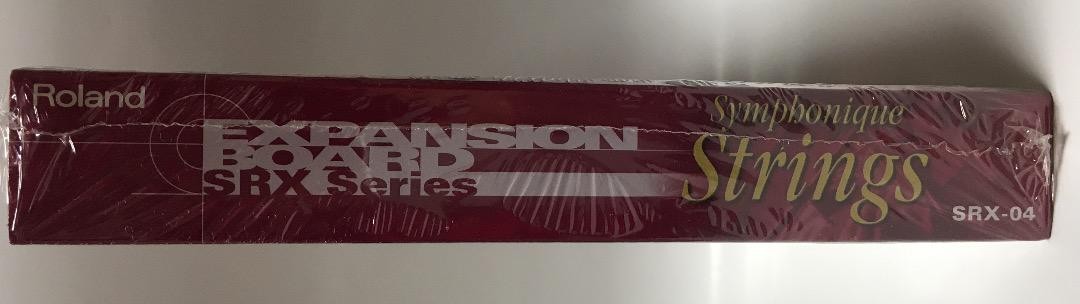 Roland
EXPANSION
BOARD
SRX Series
Symphonique
Strings
SRX-04